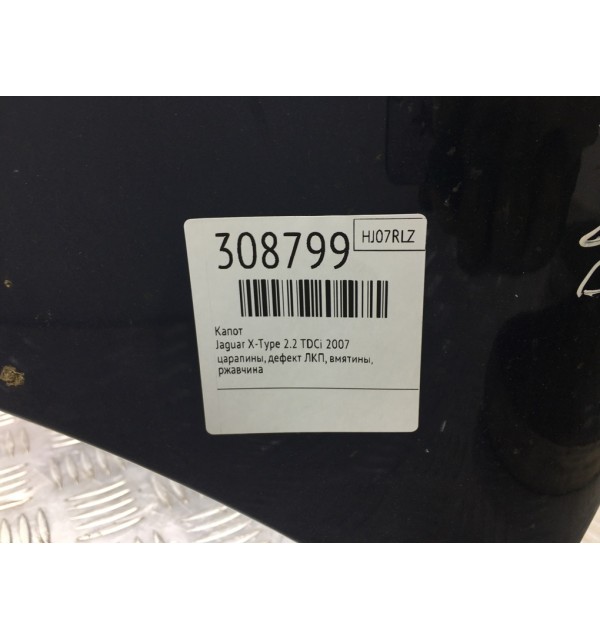 308799
HJ07RLZ
Капот
Jaguar X-Type 2.2 TDCi 2007
царапины, дефект ЛКП, вмятины,
ржавчина